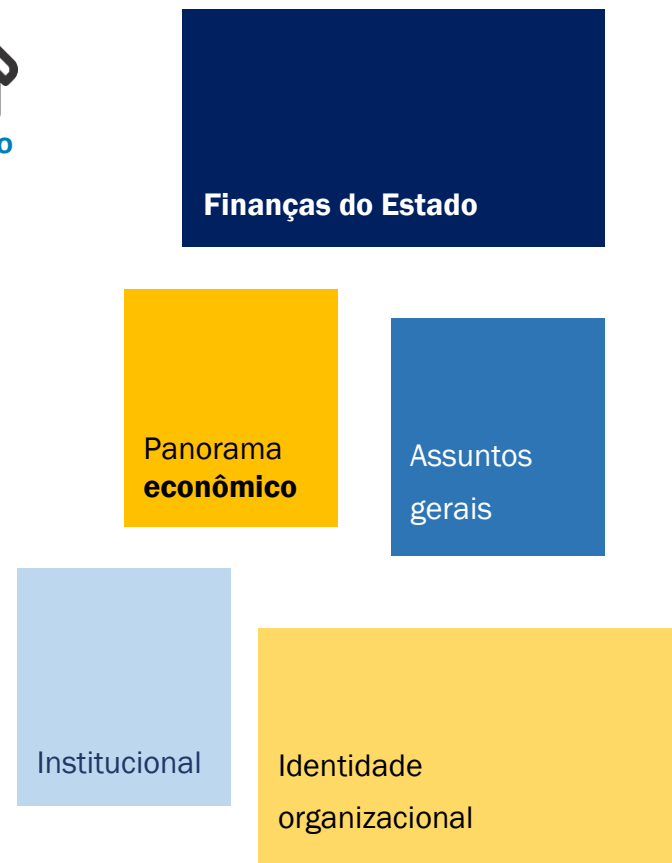 o
Finanças do Estado
Panorama
econômico
Assuntos
gerais
Institucional
Identidade
organizacional